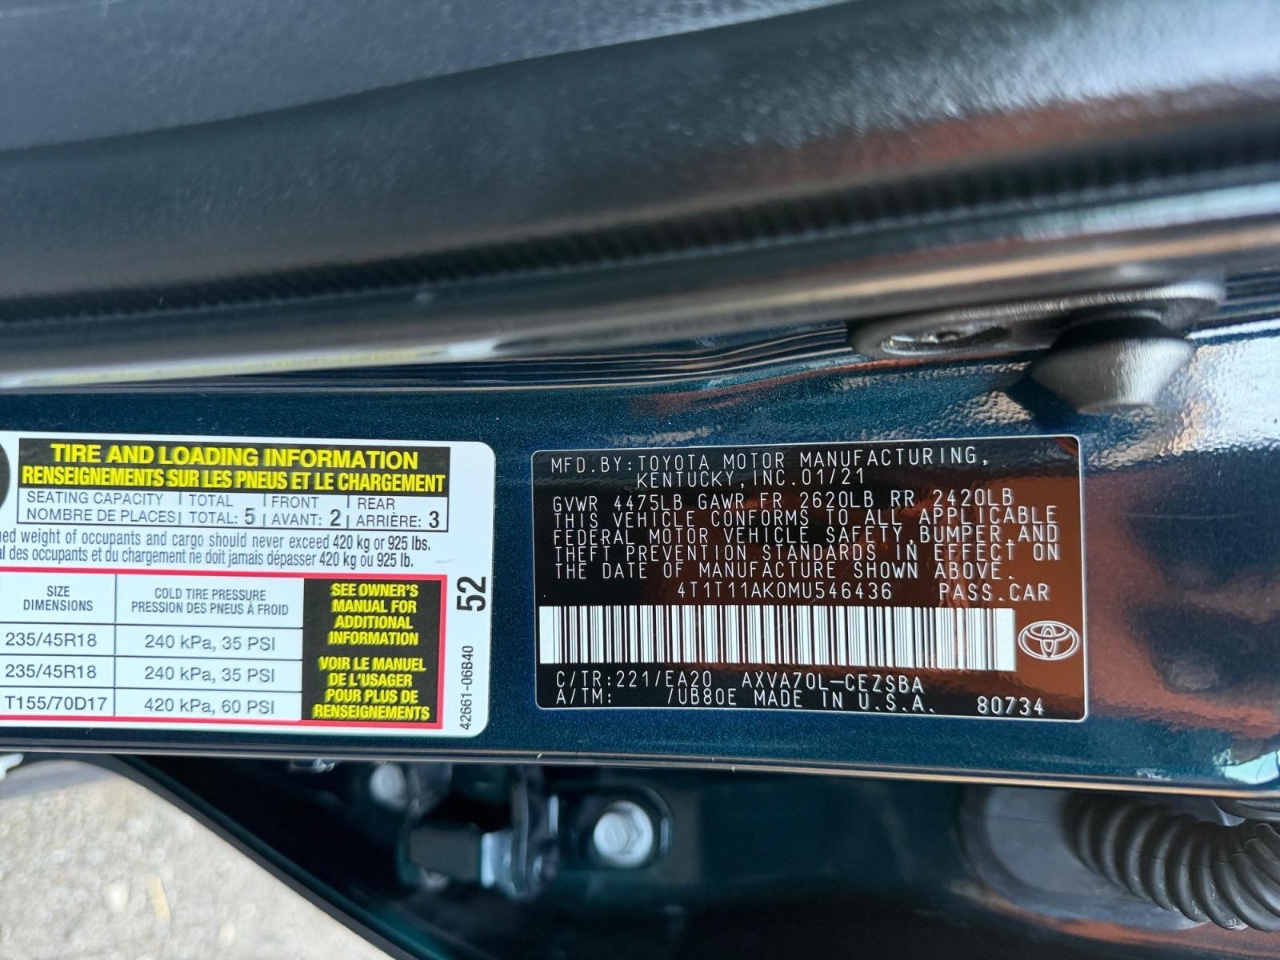 TIRE AND LOADING INFORMATION
RENSEIGNEMENTS SUR LES PNEUS ET LE CHARGEMENT
SEATING CAPACITY TOTAL FRONT REAR
NOMBRE DE PLACES TOTAL: 5 AVANT: 2 ARRIÈRE: 3
weight of occupants and cargo should never exceed 420 kg or 925 lbs.
des occupants et du chargement ne doit jamais dépasser 420 kg ou 925 lb.
SIZE
DIMENSIONS
COLD TIRE PRESSURE
PRESSION DES PNEUS À FROID
235/45R18 240 kPa, 35 PSI
235/45R18 240 kPa, 35 PSI
T155/70D17 420 kPa, 60 PSI
SEE OWNER'S
MANUAL FOR
ADDITIONAL
INFORMATION
VOIR LE MANUEL
DE L'USAGER
POUR PLUS DE
RENSEIGNEMENTS
52
42661-06B40
MFD.BY:TOYOTA MOTOR MANUFACTURING,
KENTUCKY,INC.01/21
GVWR 4475LB GAWR FR 2620LB RR 2420LB
THIS VEHICLE CONFORMS TO ALL APPLICABLE
FEDERAL MOTOR VEHICLE SAFETY,BUMPER,AND
THEFT PREVENTION STANDARDS IN EFFECT ON
THE DATE OF MANUFACTURE SHOWN ABOVE.
4T1T11AK0MU546436 PASS.CAR
C/TR:221/EA20 AXVA70L-CEZSBA
A/TM: /UB80E MADE IN U.S.A. 80734